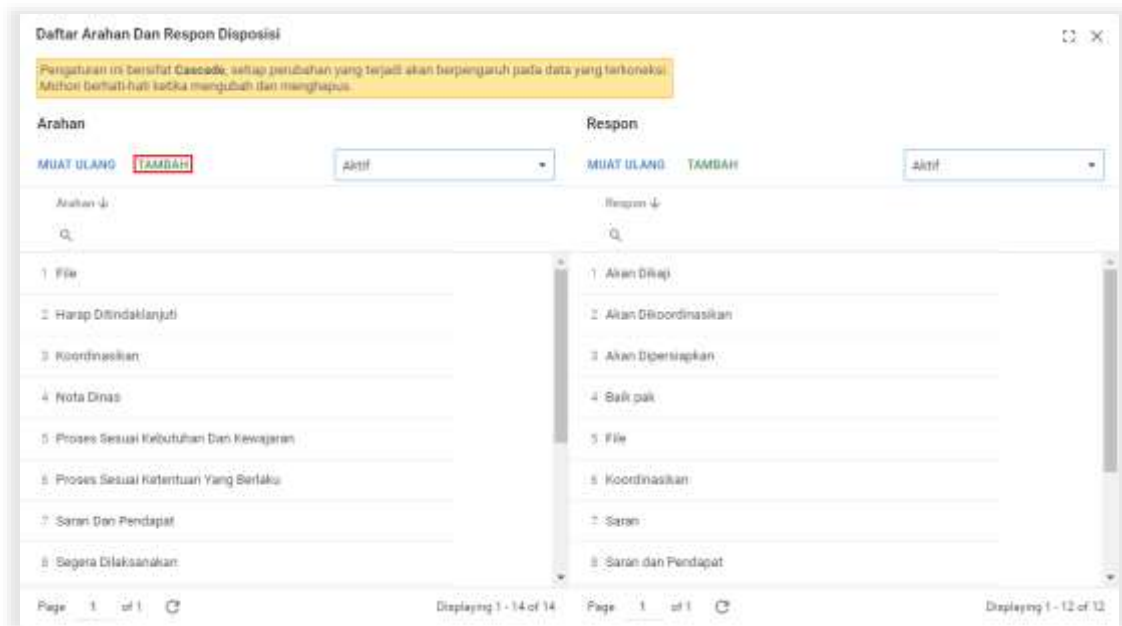 Daftar Arahan Dan Respon Disposisi
Pengaturan ini bersifat Cascade, setiap perubahan yang terjadi akan berpengaruh pada data yang terkoneksi.
Mohon berhati-hati ketika mengubah dan menghapus.
Arahan
MUAT ULANG TAMBAH Aktif
Arahan
1 File
2 Harap Ditindaklanjuti
3 Koordinasikan
4 Nota Dinas
5 Proses Sesuai Kebutuhan Dan Kewajaran
6 Proses Sesuai Ketentuan Yang Berlaku
7 Saran Dan Pendapat
8 Segera Dilaksanakan
Page 1 of 1 Displaying 1 - 14 of 14
Respon
MUAT ULANG TAMBAH Aktif
Respon
1 Akan Dikaji
2 Akan Dikoordinasikan
3 Akan Dipersiapkan
4 Baik pak
5 File
6 Koordinasikan
7 Saran
8 Saran dan Pendapat
Page 1 of 1 Displaying 1 - 12 of 12